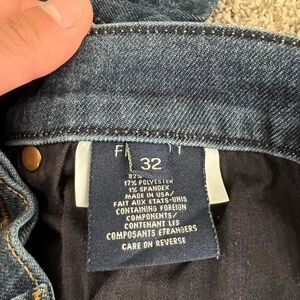 32
17% POLYESTER
1% SPANDEX
MADE IN USA/
FAIT AUX ETATS-UNIS
CONTAINING FOREIGN
COMPONENTS/
CONTENANT LES
COMPOSANTS ETRANGERS
CARE ON REVERSE